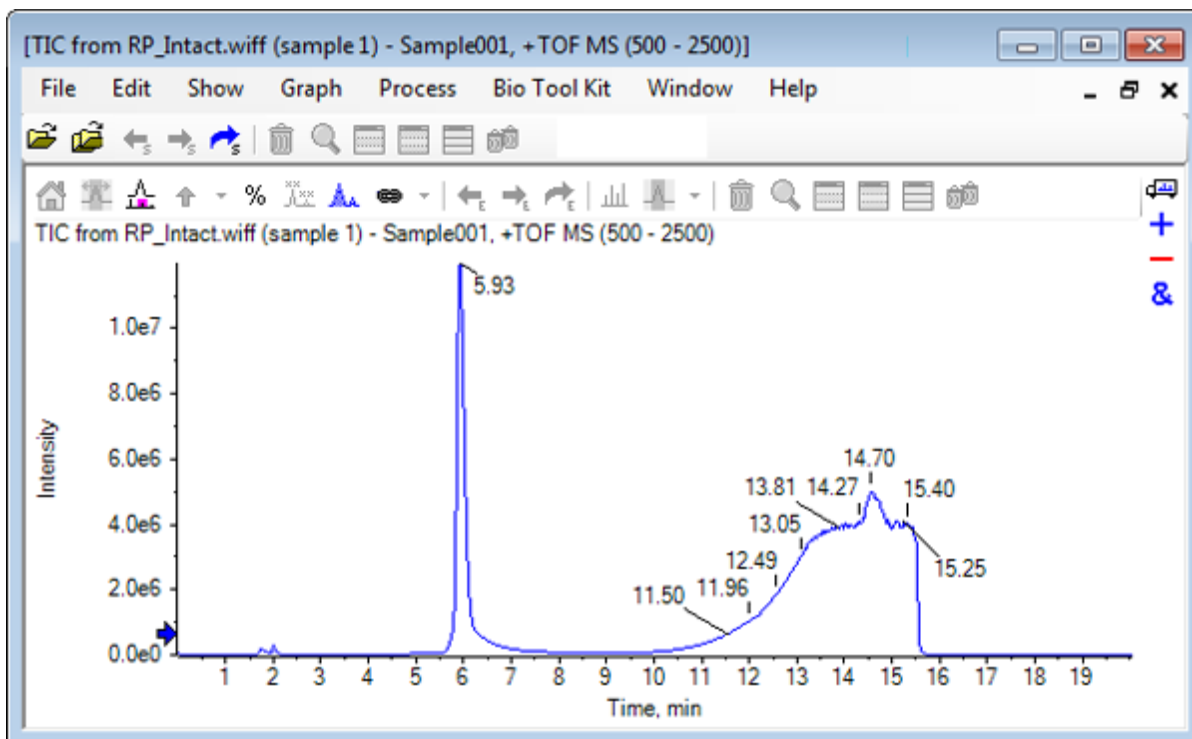 [TIC from RP_Intact.wiff (sample 1) - Sample001, +TOF MS (500 - 2500)]
File Edit Show Graph Process Bio Tool Kit Window Help
%
TIC from RP_Intact.wiff (sample 1) - Sample001, +TOF MS (500 - 2500)
&
5.93
1.0e7
8.0e6
6.0e6
4.0e6
2.0e6
0.0e0
Intensity
14.70
13.81 14.27 15.40
13.05
12.49
11.96
11.50
15.25
1 2 3 4 5 6 7 8 9 10 11 12 13 14 15 16 17 18 19
Time, min